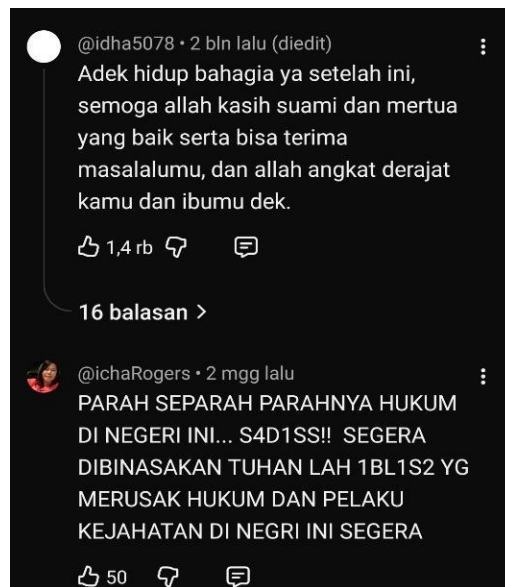 @idha5078 • 2 bln lalu (diedit)
Adek hidup bahagia ya setelah ini,
semoga allah kasih suami dan mertua
yang baik serta bisa terima
masalalumu, dan allah angkat derajat
kamu dan ibumu dek.
1,4 rb
16 balasan >
@ichaRogers • 2 mgg lalu
PARAH SEPARAH PARAHNYA HUKUM
DI NEGERI INI... S4D1SS!! SEGERA
DIBINASAKAN TUHAN LAH 1BL1S2 YG
MERUSAK HUKUM DAN PELAKU
KEJAHATAN DI NEGRI INI SEGERA
50